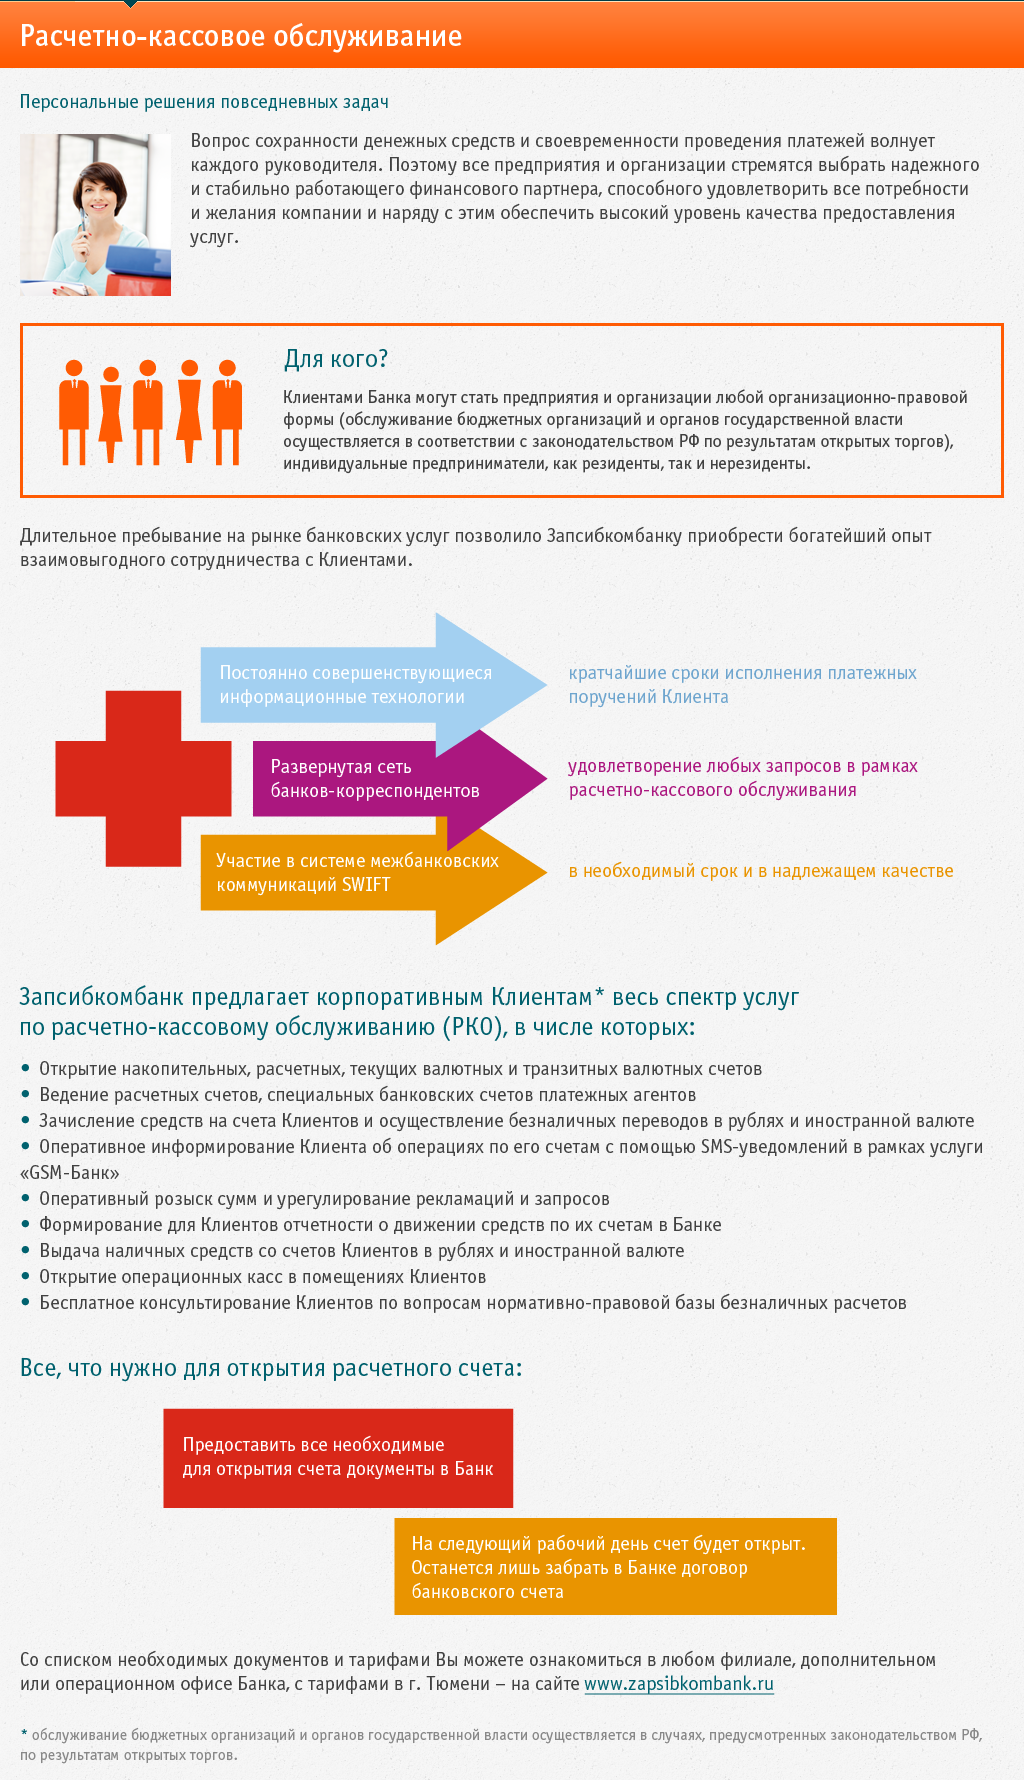 Расчетно-кассовое обслуживание
Персональные решения повседневных задач
Вопрос сохранности денежных средств и своевременности проведения платежей волнует
каждого руководителя. Поэтому все предприятия и организации стремятся выбрать надежного
и стабильно работающего финансового партнера, способного удовлетворить все потребности
и желания компании и наряду с этим обеспечить высокий уровень качества предоставления
услуг.
Для кого?
Клиентами Банка могут стать предприятия и организации любой организационно-правовой
формы (обслуживание бюджетных организаций и органов государственной власти
осуществляется в соответствии с законодательством РФ по результатам открытых торгов),
индивидуальные предприниматели, как резиденты, так и нерезиденты.
Длительное пребывание на рынке банковских услуг позволило Запсибкомбанку приобрести богатейший опыт
взаимовыгодного сотрудничества с Клиентами.
Постоянно совершенствующиеся
информационные технологии
кратчайшие сроки исполнения платежных
поручений Клиента
Развернутая сеть
банков-корреспондентов
удовлетворение любых запросов в рамках
расчетно-кассового обслуживания
Участие в системе межбанковских
коммуникаций SWIFT
в необходимый срок и в надлежащем качестве
Запсибкомбанк предлагает корпоративным Клиентам* весь спектр услуг
по расчетно-кассовому обслуживанию (РКО), в числе которых:
• Открытие накопительных, расчетных, текущих валютных и транзитных валютных счетов
• Ведение расчетных счетов, специальных банковских счетов платежных агентов
• Зачисление средств на счета Клиентов и осуществление безналичных переводов в рублях и иностранной валюте
• Оперативное информирование Клиента об операциях по его счетам с помощью SMS-уведомлений в рамках услуги
«GSM-Банк»
• Оперативный розыск сумм и урегулирование рекламаций и запросов
• Формирование для Клиентов отчетности о движении средств по их счетам в Банке
• Выдача наличных средств со счетов Клиентов в рублях и иностранной валюте
• Открытие операционных касс в помещениях Клиентов
• Бесплатное консультирование Клиентов по вопросам нормативно-правовой базы безналичных расчетов
Все, что нужно для открытия расчетного счета:
Предоставить все необходимые
для открытия счета документы в Банк
На следующий рабочий день счет будет открыт.
Останется лишь забрать в Банке договор
банковского счета
Со списком необходимых документов и тарифами Вы можете ознакомиться в любом филиале, дополнительном
или операционном офисе Банка, с тарифами в г. Тюмени – на сайте www.zapsibkombank.ru
* обслуживание бюджетных организаций и органов государственной власти осуществляется в случаях, предусмотренных законодательством РФ,
по результатам открытых торгов.